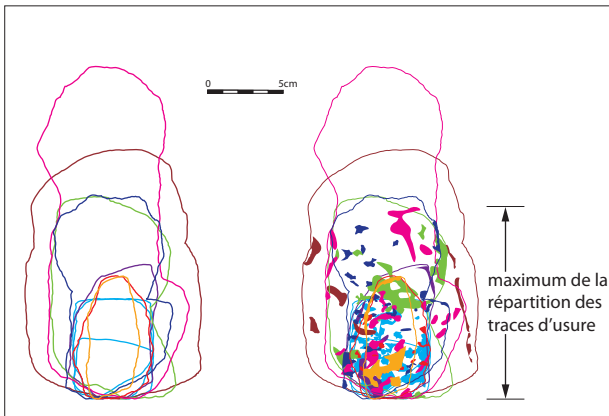 0 5cm
maximum de la
répartition des
traces d'usure